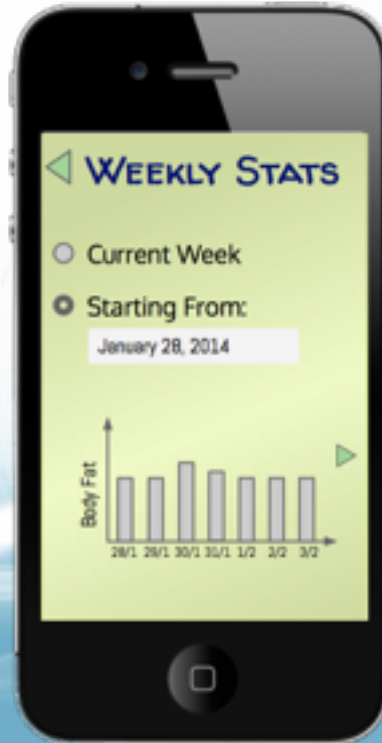 WEEKLY STATS
Current Week
Starting From:
January 28, 2014
Body Fat
28/1 29/1 30/1 31/1 1/2 2/2 3/2